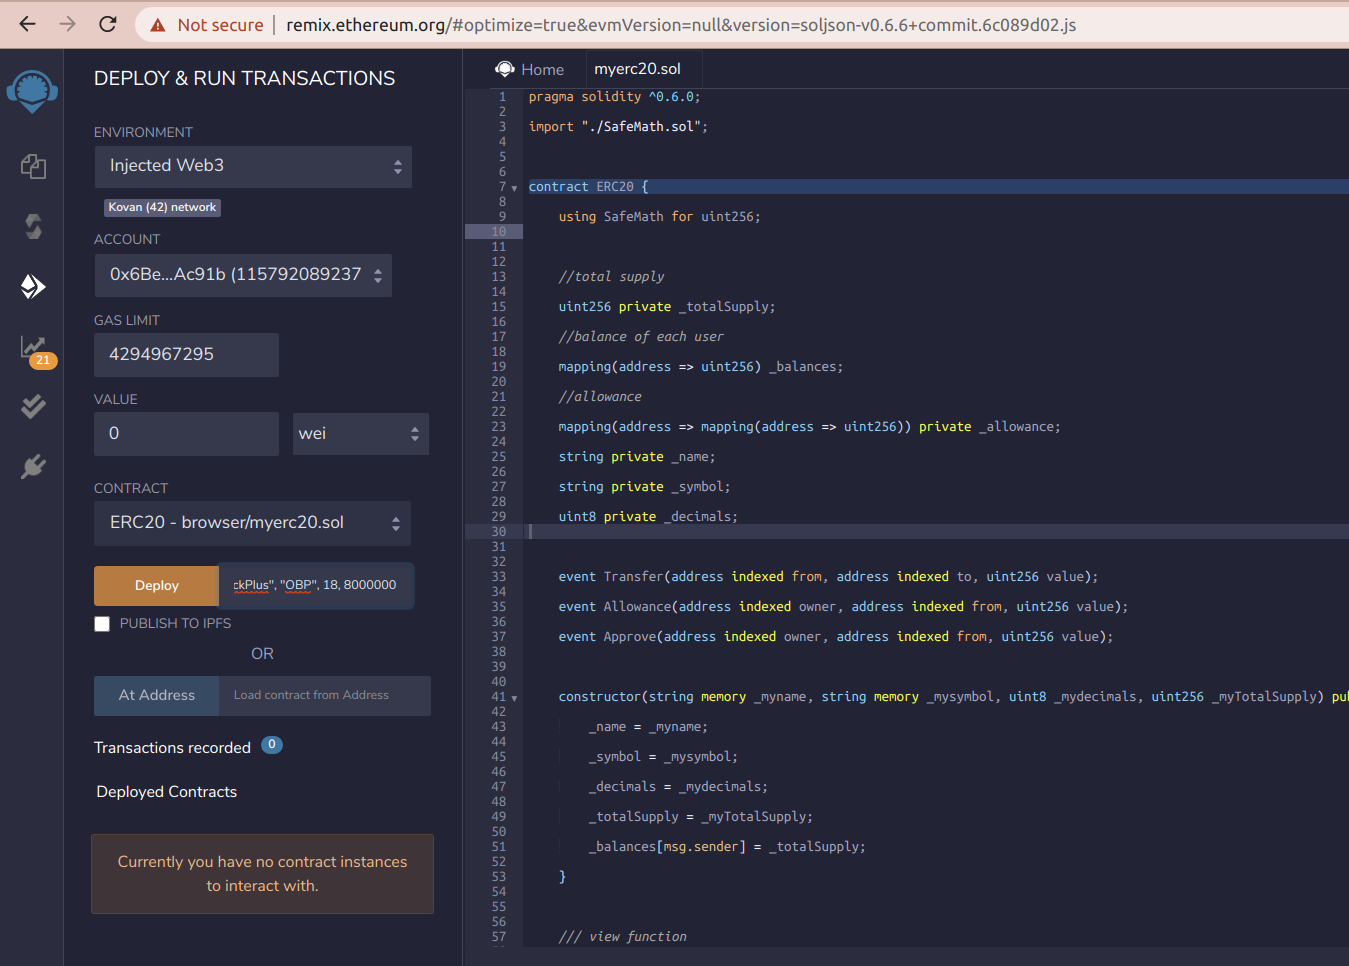 Not secure | remix.ethereum.org/#optimize=true&evmVersion=null&version=soljson-v0.6.6+commit.6c089d02.js
DEPLOY & RUN TRANSACTIONS
ENVIRONMENT
Injected Web3
Kovan (42) network
ACCOUNT
0x6Be...Ac91b (115792089237
GAS LIMIT
4294967295
21
VALUE
0
wei
CONTRACT
ERC20 - browser/myerc20.sol
Deploy
ckPlus", "OBP", 18, 8000000
PUBLISH TO IPFS
OR
At Address
Load contract from Address
Transactions recorded 0
Deployed Contracts
Currently you have no contract instances
to interact with.
Home
myerc20.sol
1 pragma solidity ^0.6.0;
2
3 import "./SafeMath.sol";
4
5
6
7 contract ERC20 {
8
9 using SafeMath for uint256;
10
11
12
13 //total supply
14
15 uint256 private _totalSupply;
16
17 //balance of each user
18
19 mapping(address => uint256) _balances;
20
21 //allowance
22
23 mapping(address => mapping(address => uint256)) private _allowance;
24
25 string private _name;
26
27 string private _symbol;
28
29 uint8 private _decimals;
30
31
32
33 event Transfer(address indexed from, address indexed to, uint256 value);
34
35 event Allowance(address indexed owner, address indexed from, uint256 value);
36
37 event Approve(address indexed owner, address indexed from, uint256 value);
38
39
40
41 constructor(string memory _myname, string memory _mysymbol, uint8 _mydecimals, uint256 _myTotalSupply) pu
42
43 _name = _myname;
44
45 _symbol = _mysymbol;
46
47 _decimals = _mydecimals;
48
49 _totalSupply = _myTotalSupply;
50
51 _balances[msg.sender] = _totalSupply;
52
53 }
54
55
56
57 /// view function